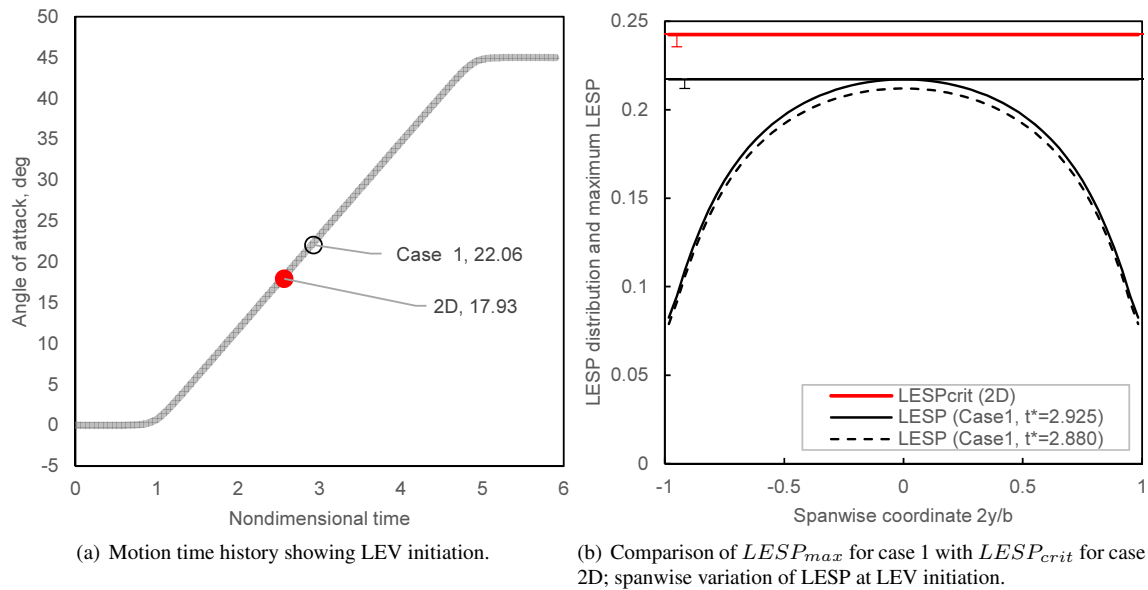 50
45
40
35
30
25
20
15
10
5
0
-5
Angle of attack, deg
Case 1, 22.06
2D, 17.93
0 1 2 3 4 5 6
Nondimensional time
(a) Motion time history showing LEV initiation.
0.25
0.2
0.15
0.1
0.05
0
LESP distribution and maximum LESP
LESPcrit (2D)
LESP (Case1, t*=2.925)
LESP (Case1, t*=2.880)
-1 -0.5 0 0.5 1
Spanwise coordinate 2y/b
(b) Comparison of LESPmax for case 1 with LESPcrit for case
2D; spanwise variation of LESP at LEV initiation.